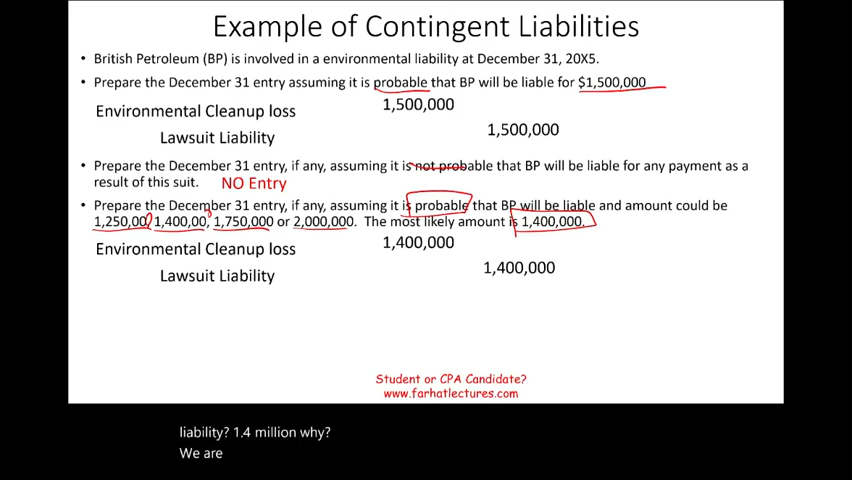 Example of Contingent Liabilities
• British Petroleum (BP) is involved in a environmental liability at December 31, 20X5.
• Prepare the December 31 entry assuming it is probable that BP will be liable for $1,500,000
Environmental Cleanup loss 1,500,000
Lawsuit Liability 1,500,000
• Prepare the December 31 entry, if any, assuming it is not probable that BP will be liable for any payment as a
result of this suit. NO Entry
• Prepare the December 31 entry, if any, assuming it is probable that BP will be liable and amount could be
1,250,000, 1,400,00, 1,750,000 or 2,000,000. The most likely amount is 1,400,000.
Environmental Cleanup loss 1,400,000
Lawsuit Liability 1,400,000
Student or CPA Candidate?
www.farhatlectures.com
liability? 1.4 million why?
We are